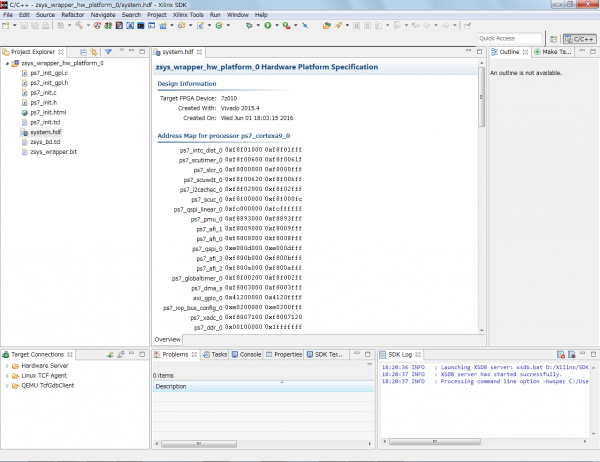 C/C++ - zsys_wrapper_hw_platform_0/system.hdf - Xilinx SDK
File Edit Source Refactor Navigate Search Project Xilinx Tools Run Window Help
Quick Access
C/C++
Project Explorer
zsys_wrapper_hw_platform_0
ps7_init_gpl.c
ps7_init_gpl.h
ps7_init.c
ps7_init.h
ps7_init.html
ps7_init.tcl
system.hdf
zsys_bd.tcl
zsys_wrapper.bit
system.hdf
zsys_wrapper_hw_platform_0 Hardware Platform Specification
Design Information
Target FPGA Device: 7z010
Created With: Vivado 2015.4
Created On: Wed Jun 01 18:03:15 2016
Address Map for processor ps7_cortexa9_0
ps7_intc_dist_0 0xf8f01000 0xf8f01fff
ps7_scutimer_0 0xf8f00600 0xf8f0061f
ps7_slcr_0 0xf8000000 0xf8000fff
ps7_scuwdt_0 0xf8f00620 0xf8f006ff
ps7_l2cachec_0 0xf8f02000 0xf8f02fff
ps7_scuc_0 0xf8f00000 0xf8f000fc
ps7_qspi_linear_0 0xfc000000 0xfcffffff
ps7_pmu_0 0xf8893000 0xf8893fff
ps7_afi_1 0xf8009000 0xf8009fff
ps7_afi_0 0xf8008000 0xf8008fff
ps7_qspi_0 0xe000d000 0xe000dfff
ps7_afi_3 0xf800b000 0xf800bfff
ps7_afi_2 0xf800a000 0xf800afff
ps7_globaltimer_0 0xf8f00200 0xf8f002ff
ps7_dma_s 0xf8003000 0xf8003fff
axi_gpio_0 0x41200000 0x4120ffff
ps7_iop_bus_config_0 0xe0200000 0xe0200fff
ps7_xadc_0 0xf8007100 0xf8007120
ps7_ddr_0 0x00100000 0x1fffffff
Overview
Outline
Make Ta...
An outline is not available.
Target Connections
Hardware Server
Linux TCF Agent
QEMU TcfGdbClient
Problems Tasks Console Properties SDK Ter...
0 items
Description
SDK Log
18:20:36 INFO : Launching XSDB server: xsdb.bat D:/Xilinx/SDK
18:20:37 INFO : XSDB server has started successfully.
18:20:37 INFO : Processing command line option -hwspec C:/Use